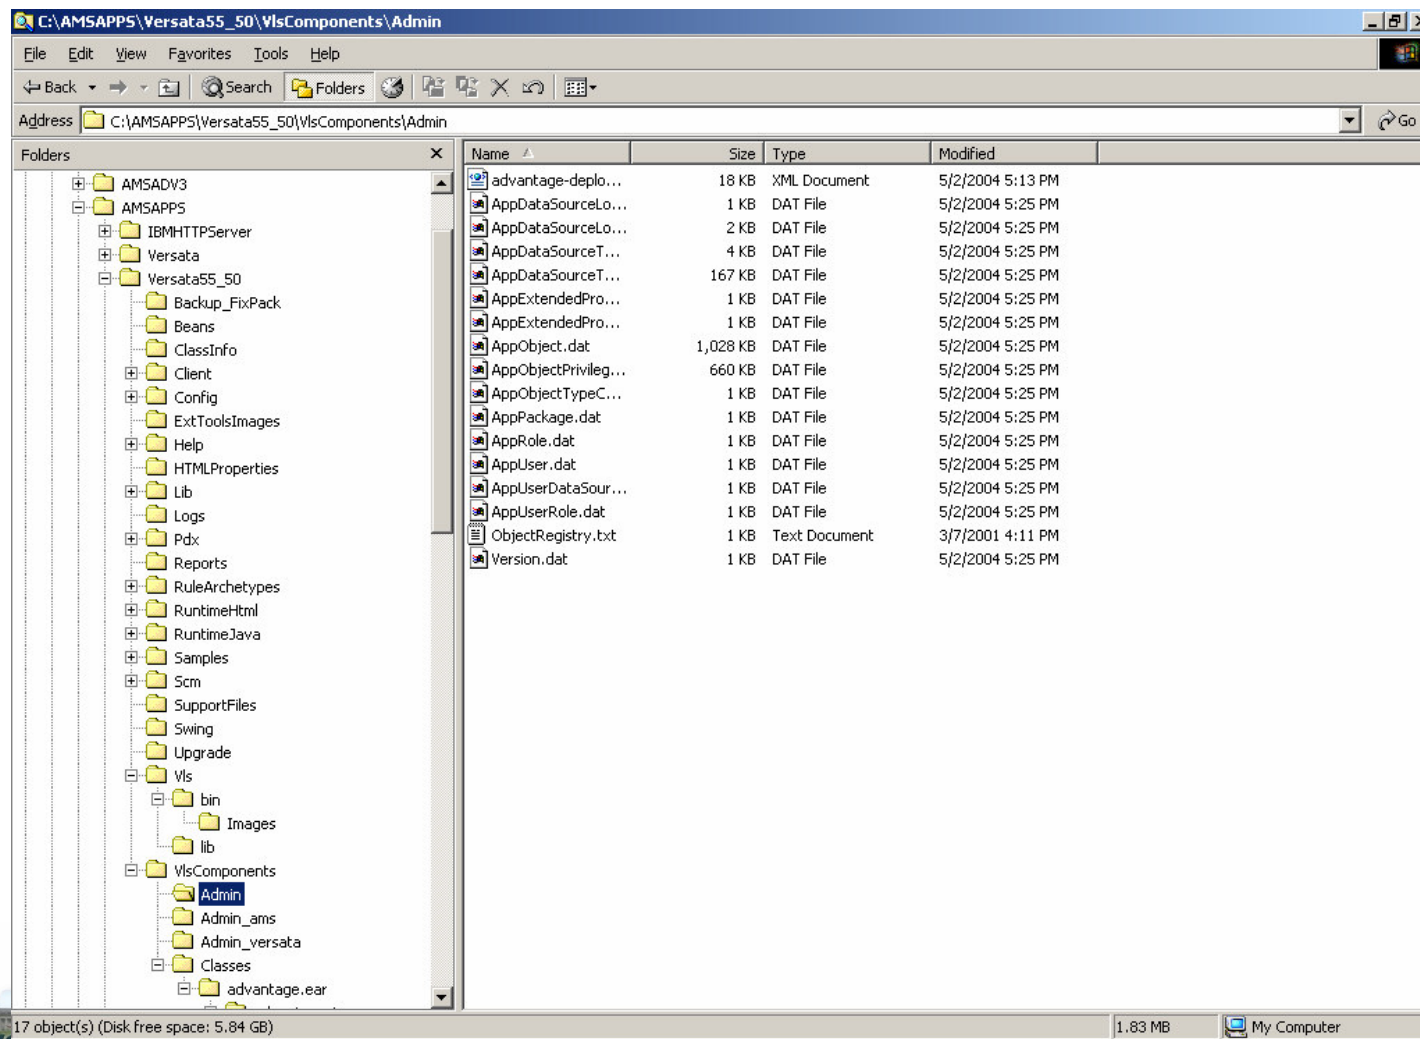 C:\AMSAPPS\Versata55_50\VlsComponents\Admin
File Edit View Favorites Tools Help
Back Search Folders
Address C:\AMSAPPS\Versata55_50\VlsComponents\Admin Go
Folders
AMSADV3
AMSAPPS
IBMHTTPServer
Versata
Versata55_50
Backup_FixPack
Beans
ClassInfo
Client
Config
ExtToolsImages
Help
HTMLProperties
Lib
Logs
Pdx
Reports
RuleArchetypes
RuntimeHtml
RuntimeJava
Samples
Scm
SupportFiles
Swing
Upgrade
Vls
bin
Images
lib
VlsComponents
Admin
Admin_ams
Admin_versata
Classes
advantage.ear
Name Size Type Modified
advantage-deplo... 18 KB XML Document 5/2/2004 5:13 PM
AppDataSourceLo... 1 KB DAT File 5/2/2004 5:25 PM
AppDataSourceLo... 2 KB DAT File 5/2/2004 5:25 PM
AppDataSourceT... 4 KB DAT File 5/2/2004 5:25 PM
AppDataSourceT... 167 KB DAT File 5/2/2004 5:25 PM
AppExtendedPro... 1 KB DAT File 5/2/2004 5:25 PM
AppExtendedPro... 1 KB DAT File 5/2/2004 5:25 PM
AppObject.dat 1,028 KB DAT File 5/2/2004 5:25 PM
AppObjectPrivileg... 660 KB DAT File 5/2/2004 5:25 PM
AppObjectTypeC... 1 KB DAT File 5/2/2004 5:25 PM
AppPackage.dat 1 KB DAT File 5/2/2004 5:25 PM
AppRole.dat 1 KB DAT File 5/2/2004 5:25 PM
AppUser.dat 1 KB DAT File 5/2/2004 5:25 PM
AppUserDataSour... 1 KB DAT File 5/2/2004 5:25 PM
AppUserRole.dat 1 KB DAT File 5/2/2004 5:25 PM
ObjectRegistry.txt 1 KB Text Document 3/7/2001 4:11 PM
Version.dat 1 KB DAT File 5/2/2004 5:25 PM
17 object(s) (Disk free space: 5.84 GB) 1.83 MB My Computer